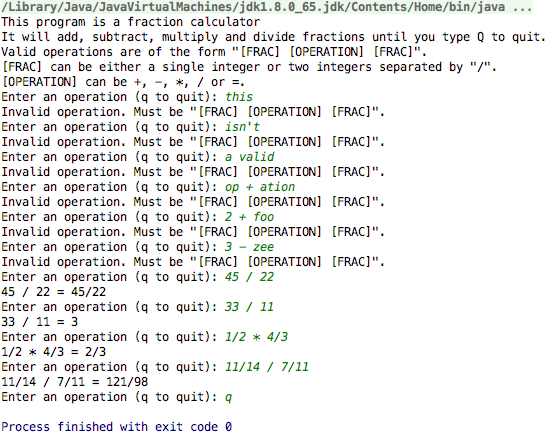 /Library/Java/JavaVirtualMachines/jdk1.8.0_65.jdk/Contents/Home/bin/java ...
This program is a fraction calculator
It will add, subtract, multiply and divide fractions until you type Q to quit.
Valid operations are of the form "[FRAC] [OPERATION] [FRAC]".
[FRAC] can be either a single integer or two integers separated by "/".
[OPERATION] can be +, -, *, / or =.
Enter an operation (q to quit): this
Invalid operation. Must be "[FRAC] [OPERATION] [FRAC]".
Enter an operation (q to quit): isn't
Invalid operation. Must be "[FRAC] [OPERATION] [FRAC]".
Enter an operation (q to quit): a valid
Invalid operation. Must be "[FRAC] [OPERATION] [FRAC]".
Enter an operation (q to quit): op + ation
Invalid operation. Must be "[FRAC] [OPERATION] [FRAC]".
Enter an operation (q to quit): 2 + foo
Invalid operation. Must be "[FRAC] [OPERATION] [FRAC]".
Enter an operation (q to quit): 3 - zee
Invalid operation. Must be "[FRAC] [OPERATION] [FRAC]".
Enter an operation (q to quit): 45 / 22
45 / 22 = 45/22
Enter an operation (q to quit): 33 / 11
33 / 11 = 3
Enter an operation (q to quit): 1/2 * 4/3
1/2 * 4/3 = 2/3
Enter an operation (q to quit): 11/14 / 7/11
11/14 / 7/11 = 121/98
Enter an operation (q to quit): q
Process finished with exit code 0